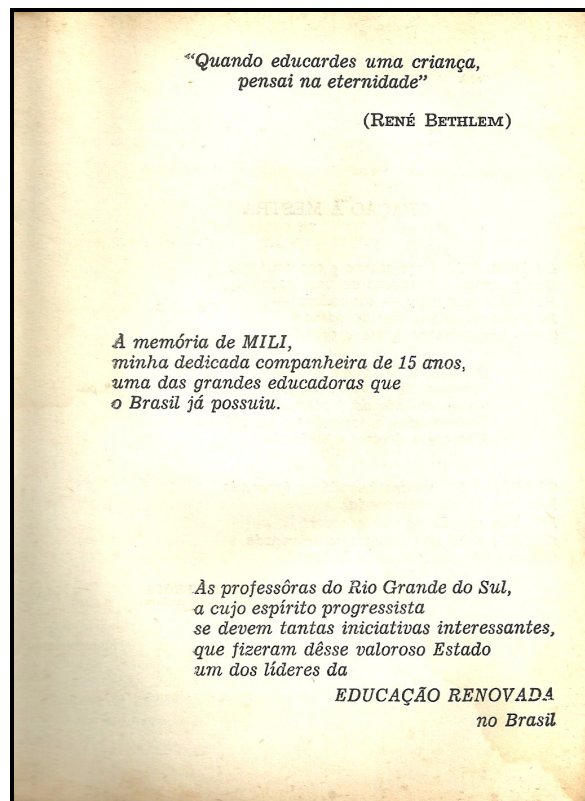 “Quando educardes uma criança,
pensai na eternidade”
(RENÉ BETHLEM)
À memória de MILI,
minha dedicada companheira de 15 anos,
uma das grandes educadoras que
o Brasil já possuiu.
Às professôras do Rio Grande do Sul,
a cujo espírito progressista
se devem tantas iniciativas interessantes,
que fizeram dêsse valoroso Estado
um dos líderes da
EDUCAÇÃO RENOVADA
no Brasil